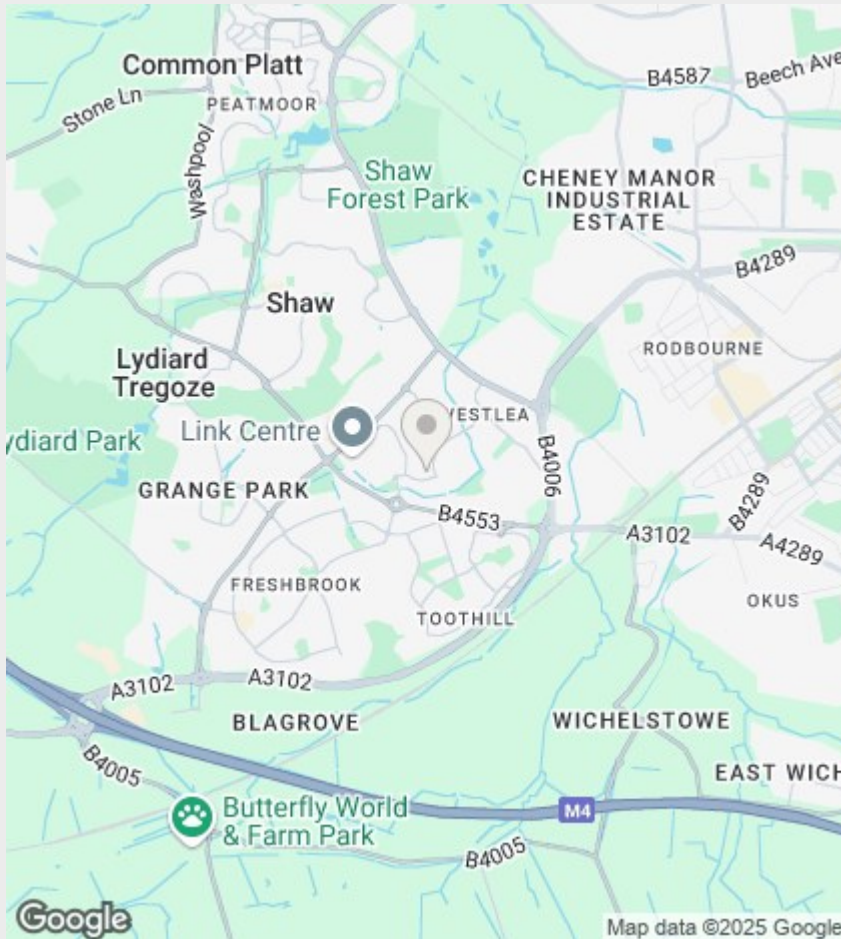 Common Platt
PEATMOOR
B4587
Beech Ave
Stone Ln
Washpool
Shaw
Forest Park
CHENEY MANOR
INDUSTRIAL
ESTATE
B4289
Shaw
RODBOURNE
Lydiard
Tregoze
Link Centre
VESTLEA
ydiard Park
GRANGE PARK
B4006
B4289
B4553
A3102
A4289
FRESHBROOK
OKUS
TOOTHILL
A3102
A3102
BLAGROVE
WICHELSTOWE
B4005
EAST WICH
M4
Butterfly World
& Farm Park
B4005
Google
Map data ©2025 Google